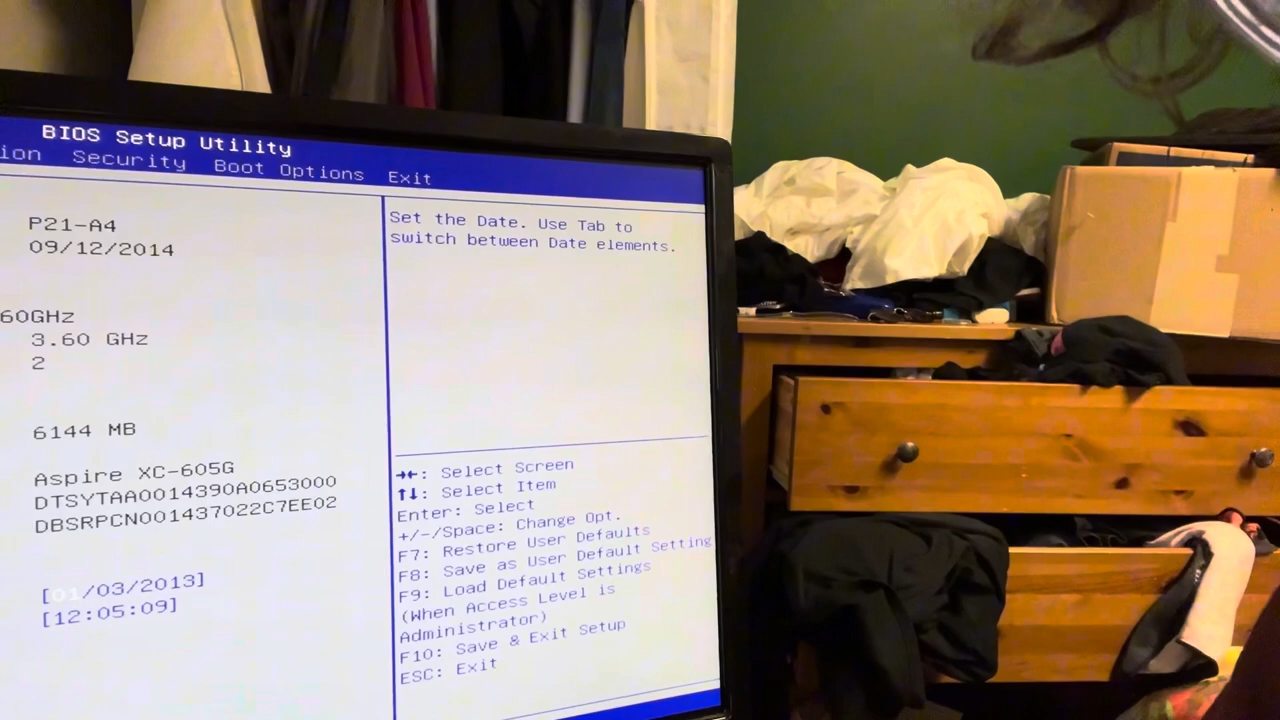 BIOS Setup Utility
ion Security Boot Options Exit
P21-A4
09/12/2014
60GHz
3.60 GHz
2
6144 MB
Aspire XC-605G
DTSYTAA0014390A0653000
DBSRPCN001437022C7EE02
[01/03/2013]
[12:05:09]
Set the Date. Use Tab to
switch between Date elements.
→←: Select Screen
↑↓: Select Item
Enter: Select
+/-/Space: Change Opt.
F7: Restore User Defaults
F8: Save as User Default Setting
F9: Load Default Settings
(When Access Level is
Administrator)
F10: Save & Exit Setup
ESC: Exit